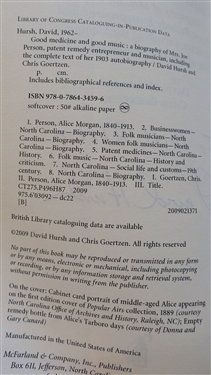 LIBRARY OF CONGRESS CATALOGUING-IN-PUBLICATION DATA
Hursh, David, 1962–
Good medicine and good music : a biography of Mrs. Joe
Person, patent remedy entrepreneur and musician, including
the complete text of her 1903 autobiography / David Hursh and
Chris Goertzen.
p. cm.
Includes bibliographical references and index.
ISBN 978-0-7864-3459-6
softcover : 50# alkaline paper
1. Person, Alice Morgan, 1840–1913. 2. Businesswomen –
North Carolina – Biography. 3. Folk musicians – North
Carolina – Biography. 4. Women folk musicians – North
Carolina – Biography. 5. Patent medicines – North Carolina –
History. 6. Folk music – North Carolina – History and
criticism. 7. North Carolina – Social life and customs – 19th
century. 8. North Carolina – Biography. I. Goertzen, Chris.
II. Person, Alice Morgan, 1840–1913. III. Title.
CT275.P4961H87 2009
975.6'03092 – dc22
[B] 2009021371
British Library cataloguing data are available
©2009 David Hursh and Chris Goertzen. All rights reserved
No part of this book may be reproduced or transmitted in any form
or by any means, electronic or mechanical, including photocopying
or recording, or by any information storage and retrieval system,
without permission in writing from the publisher.
On the cover: Cabinet card portrait of middle-aged Alice appearing
on the first edition cover of Popular Airs collection, 1889 (courtesy
of Archives and History, Raleigh, NC); Empty
remedy bottle from Alice's Tarboro days (courtesy of Donna and
Gary Cunard)
Manufactured in the United States of America
McFarland & Company, Inc., Publishers
Box 611, Jefferson, North